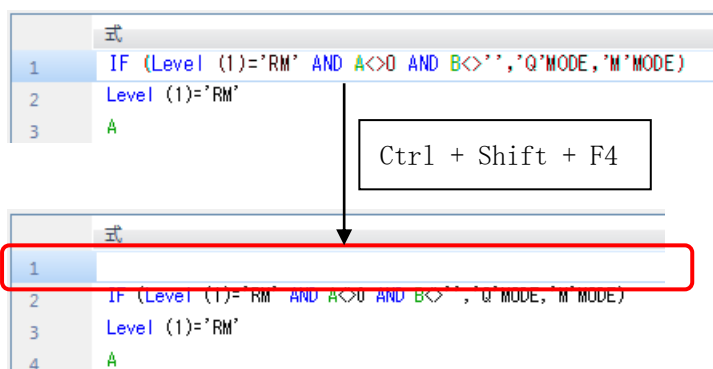 式
1 IF (Level (1)='RM' AND A<>0 AND B<>'','Q'MODE,'M'MODE)
2 Level (1)='RM'
3 A
Ctrl + Shift + F4
式
1
2 IF (Level (1)='RM' AND A<>0 AND B<>'','Q'MODE,'M'MODE)
3 Level (1)='RM'
4 A